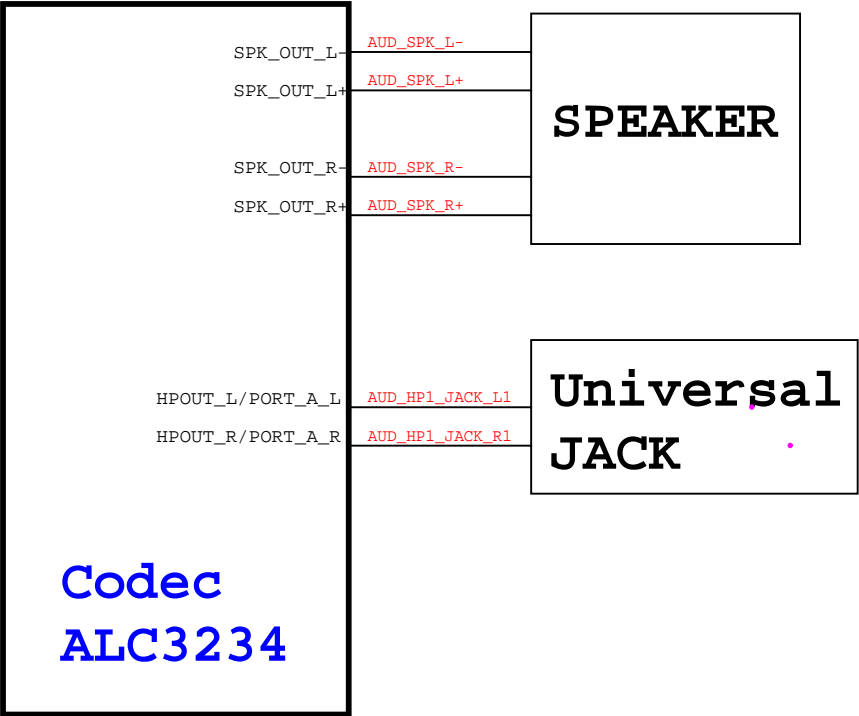 SPK_OUT_L- AUD_SPK_L-
SPK_OUT_L+ AUD_SPK_L+
SPEAKER
SPK_OUT_R- AUD_SPK_R-
SPK_OUT_R+ AUD_SPK_R+
HPOUT_L/PORT_A_L AUD_HP1_JACK_L1
HPOUT_R/PORT_A_R AUD_HP1_JACK_R1
Universal
JACK
Codec
ALC3234